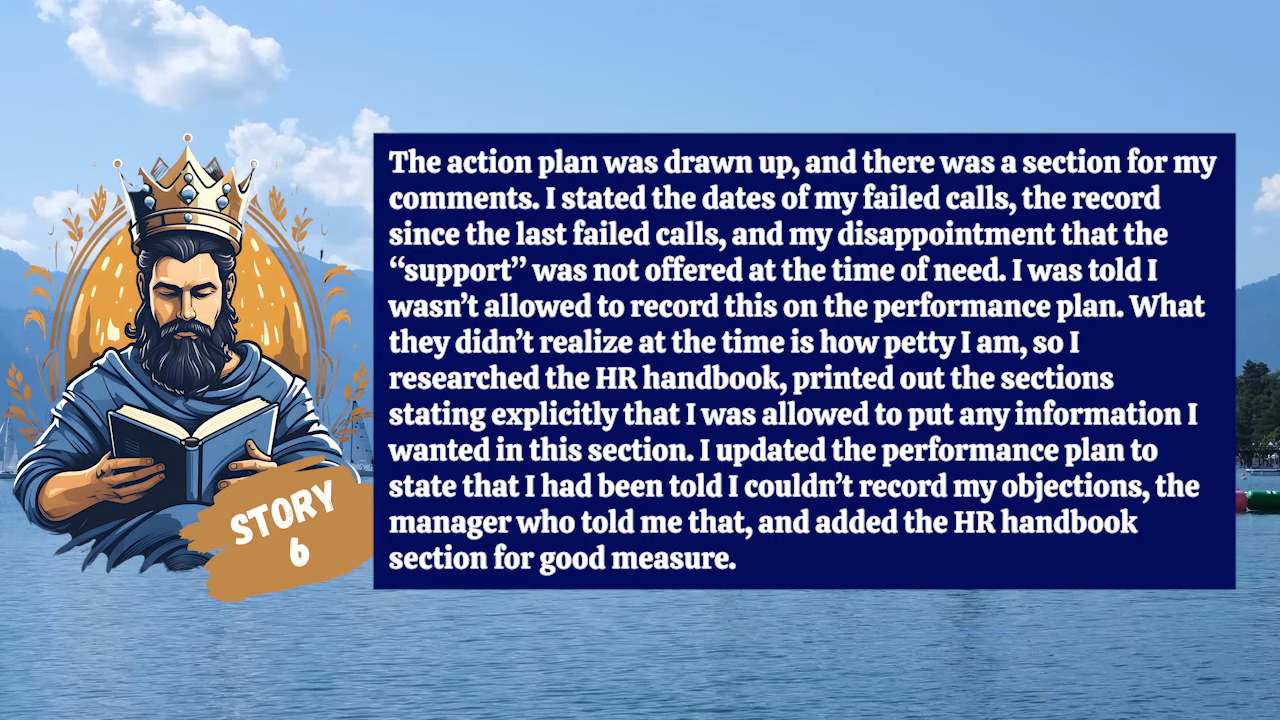 The action plan was drawn up, and there was a section for my
comments. I stated the dates of my failed calls, the record
since the last failed calls, and my disappointment that the
“support” was not offered at the time of need. I was told I
wasn’t allowed to record this on the performance plan. What
they didn’t realize at the time is how petty I am, so I
researched the HR handbook, printed out the sections
stating explicitly that I was allowed to put any information I
wanted in this section. I updated the performance plan to
state that I had been told I couldn’t record my objections, the
manager who told me that, and added the HR handbook
section for good measure.
STORY
6